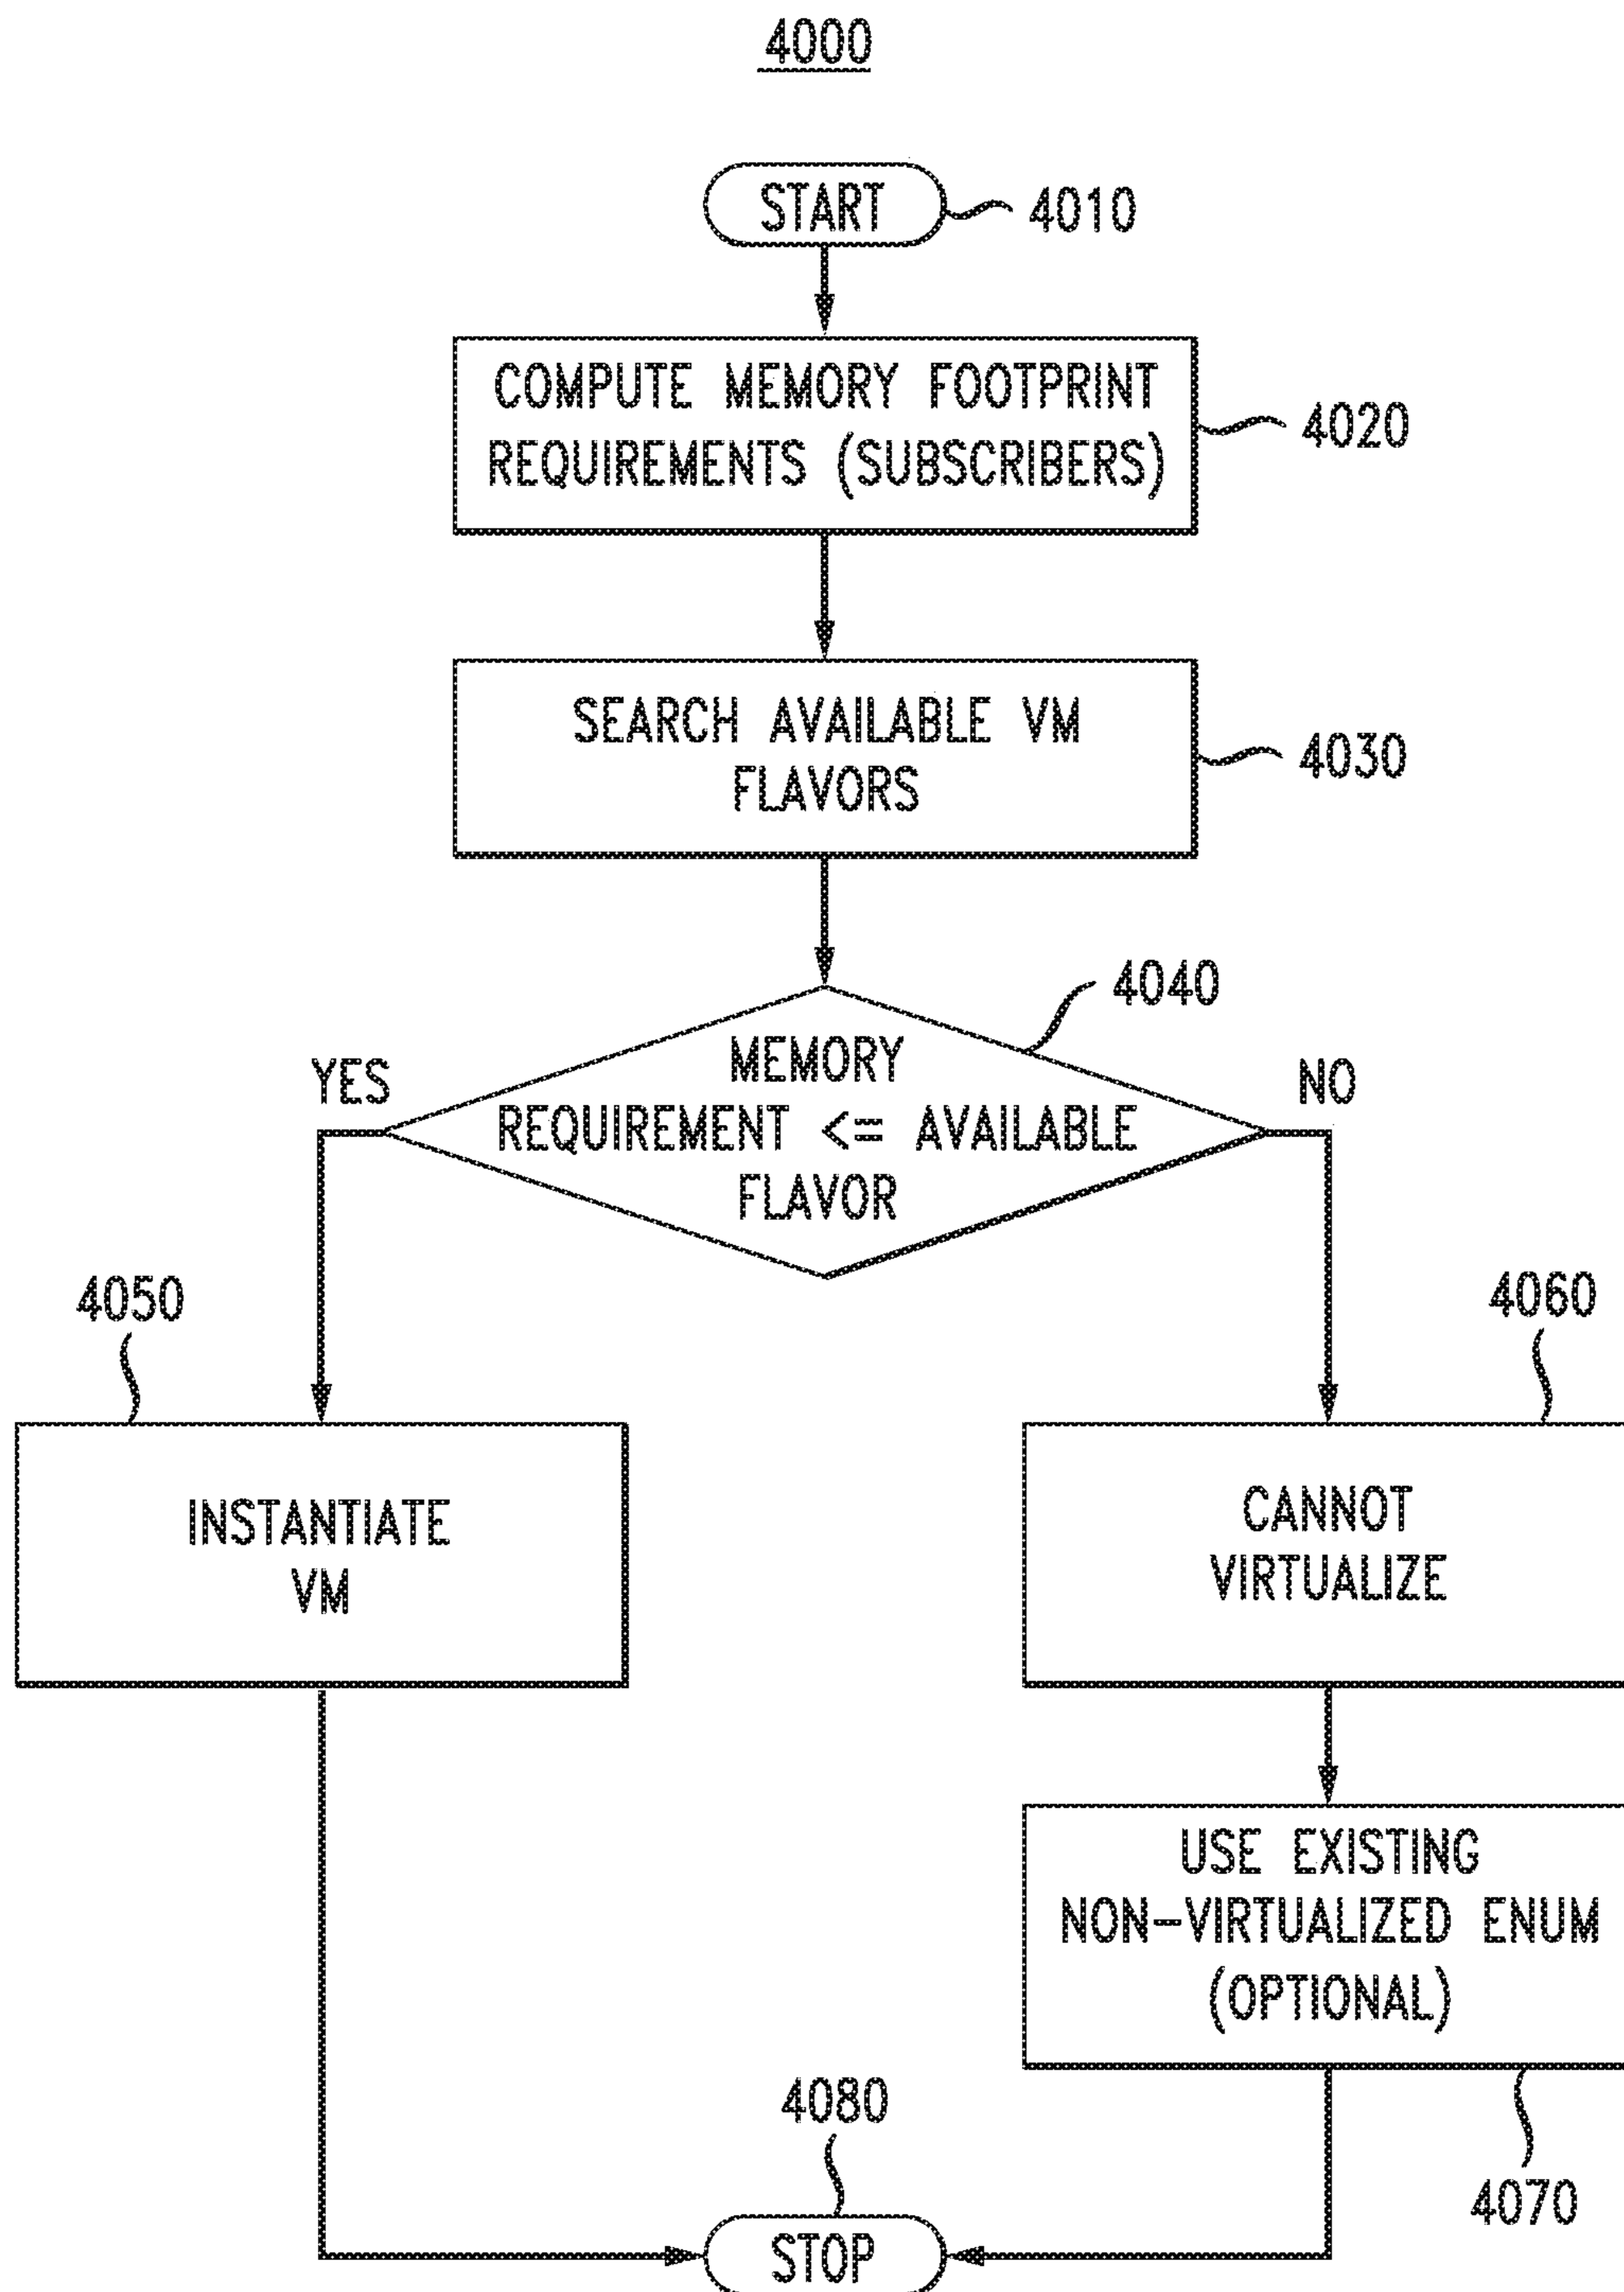 4000
START
4010
COMPUTE MEMORY FOOTPRINT
REQUIREMENTS (SUBSCRIBERS)
4020
SEARCH AVAILABLE VM
FLAVORS
4030
4040
YES
MEMORY
REQUIREMENT <= AVAILABLE
FLAVOR
NO
4050
4060
INSTANTIATE
VM
CANNOT
VIRTUALIZE
USE EXISTING
NON-VIRTUALIZED ENUM
(OPTIONAL)
4080
4070
STOP